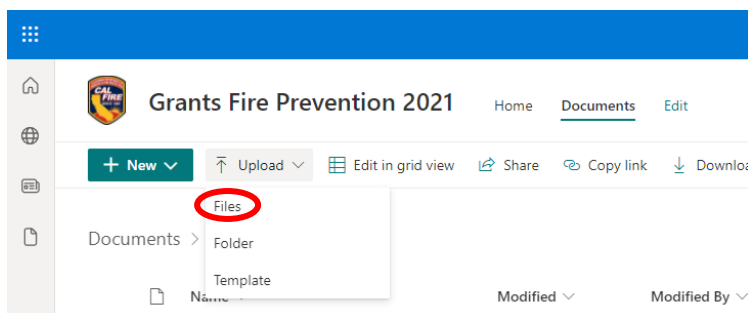 CAL FIRE
Grants Fire Prevention 2021 Home Documents Edit
+ New Upload Edit in grid view Share Copy link
Files
Documents > Folder
Template
Modified Modified By